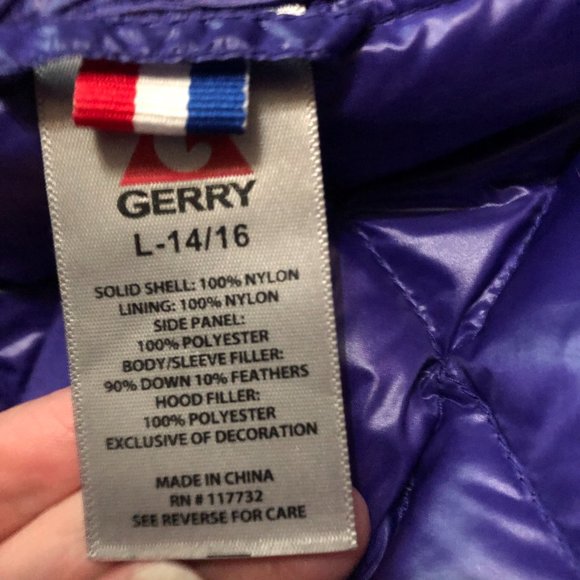 GERRY
L-14/16
SOLID SHELL: 100% NYLON
LINING: 100% NYLON
SIDE PANEL:
100% POLYESTER
BODY/SLEEVE FILLER:
90% DOWN 10% FEATHERS
HOOD FILLER:
100% POLYESTER
EXCLUSIVE OF DECORATION
MADE IN CHINA
RN # 117732
SEE REVERSE FOR CARE